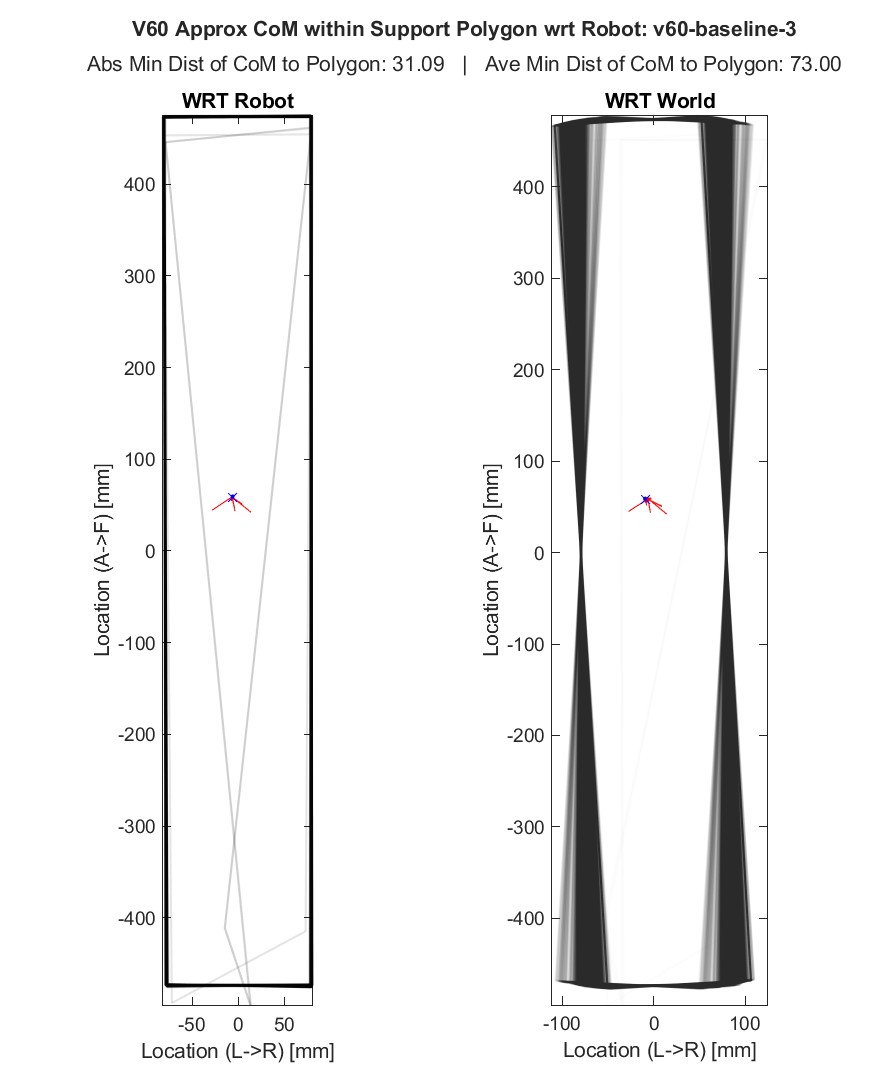 V60 Approx CoM within Support Polygon wrt Robot: v60-baseline-3
Abs Min Dist of CoM to Polygon: 31.09 | Ave Min Dist of CoM to Polygon: 73.00
WRT Robot
400
300
200
100
0
-100
-200
-300
-400
Location (A->F) [mm]
-50 0 50
Location (L->R) [mm]
WRT World
400
300
200
100
0
-100
-200
-300
-400
Location (A->F) [mm]
-100 0 100
Location (L->R) [mm]